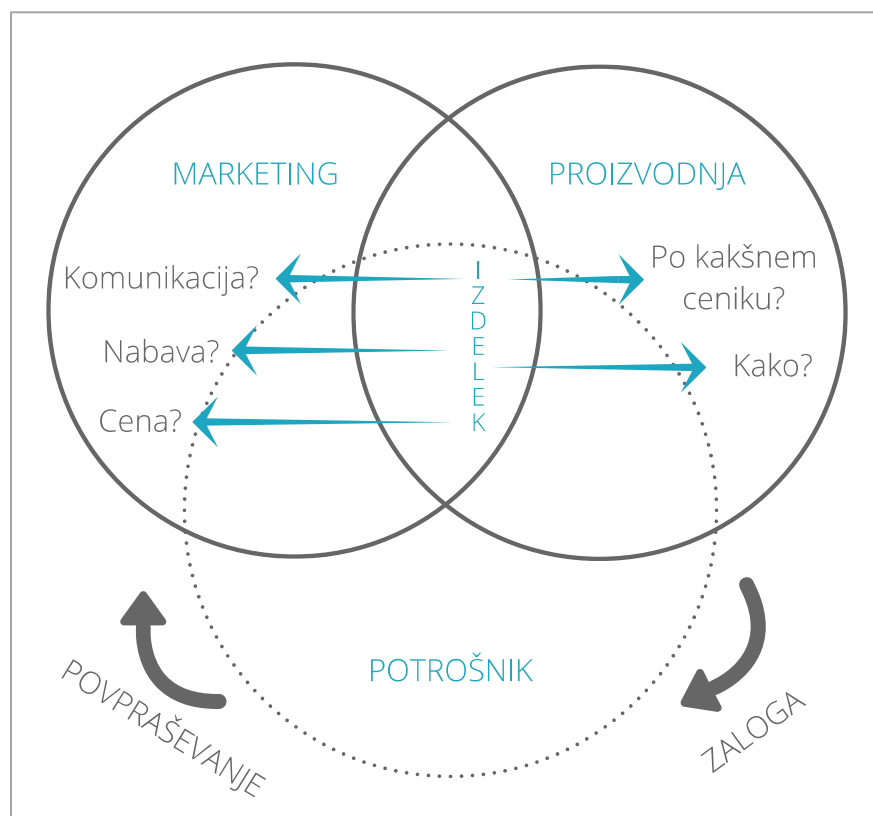 MARKETING
PROIZVODNJA
Komunikacija?
Nabava?
Cena?
IZDELEK
Po kakšnem
ceniku?
Kako?
POTROŠNIK
POVPRAŠEVANJE
ZALOGA